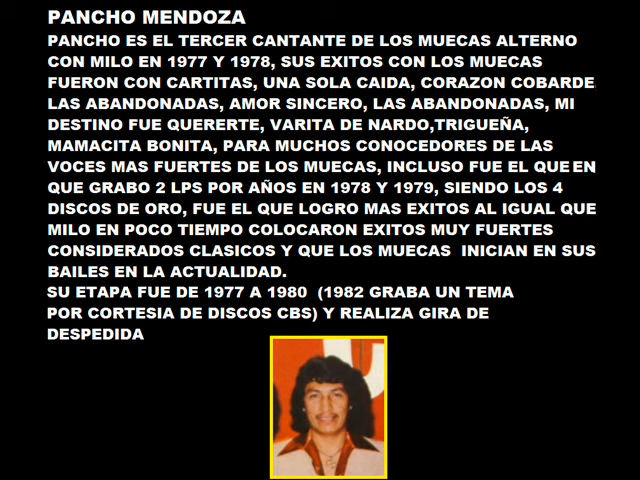 PANCHO MENDOZA
PANCHO ES EL TERCER CANTANTE DE LOS MUECAS ALTERNO
CON MILO EN 1977 Y 1978, SUS EXITOS CON LOS MUECAS
FUERON CON CARTITAS, UNA SOLA CAIDA, CORAZON COBARDE
LAS ABANDONADAS, AMOR SINCERO, LAS ABANDONADAS, MI
DESTINO FUE QUERERTE, VARITA DE NARDO,TRIGUEÑA,
MAMACITA BONITA, PARA MUCHOS CONOCEDORES DE LAS
VOCES MAS FUERTES DE LOS MUECAS, INCLUSO FUE EL QUE EN
QUE GRABO 2 LPS POR AÑOS EN 1978 Y 1979, SIENDO LOS 4
DISCOS DE ORO, FUE EL QUE LOGRO MAS EXITOS AL IGUAL QUE
MILO EN POCO TIEMPO COLOCARON EXITOS MUY FUERTES
CONSIDERADOS CLASICOS Y QUE LOS MUECAS  INICIAN EN SUS
BAILES EN LA ACTUALIDAD.
SU ETAPA FUE DE 1977 A 1980  (1982 GRABA UN TEMA
POR CORTESIA DE DISCOS CBS) Y REALIZA GIRA DE
DESPEDIDA